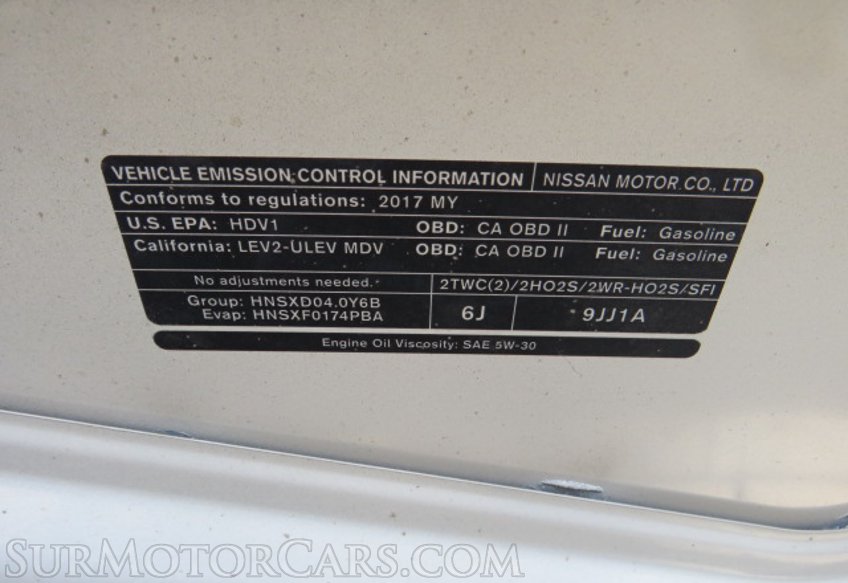 VEHICLE EMISSION CONTROL INFORMATION NISSAN MOTOR CO., LTD
Conforms to regulations: 2017 MY
U.S. EPA: HDV1 OBD: CA OBD II Fuel: Gasoline
California: LEV2-ULEV MDV OBD: CA OBD II Fuel: Gasoline
No adjustments needed. 2TWC(2)/2HO2S/2WR-HO2S/SFI
Group: HNSXD04.0Y6B
Evap: HNSXF0174PBA
6J 9JJ1A
Engine Oil Viscosity: SAE 5W-30
SurMotorCars.com